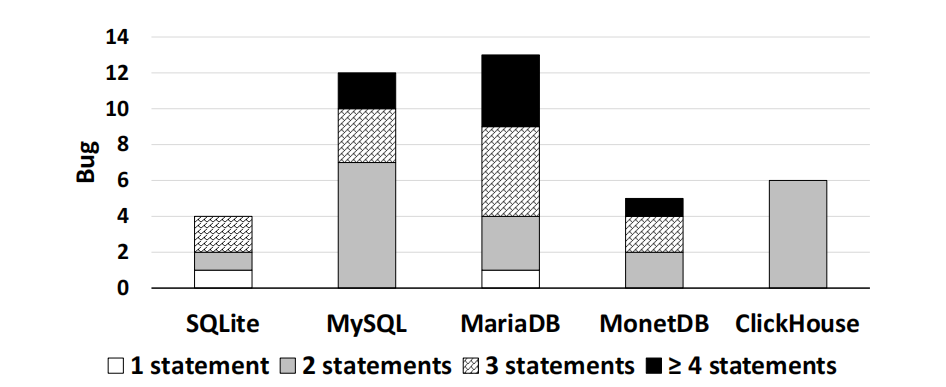 14
12
10
8
6
4
2
0
Bug
SQLite MySQL MariaDB MonetDB ClickHouse
1 statement 2 statements 3 statements ≥ 4 statements